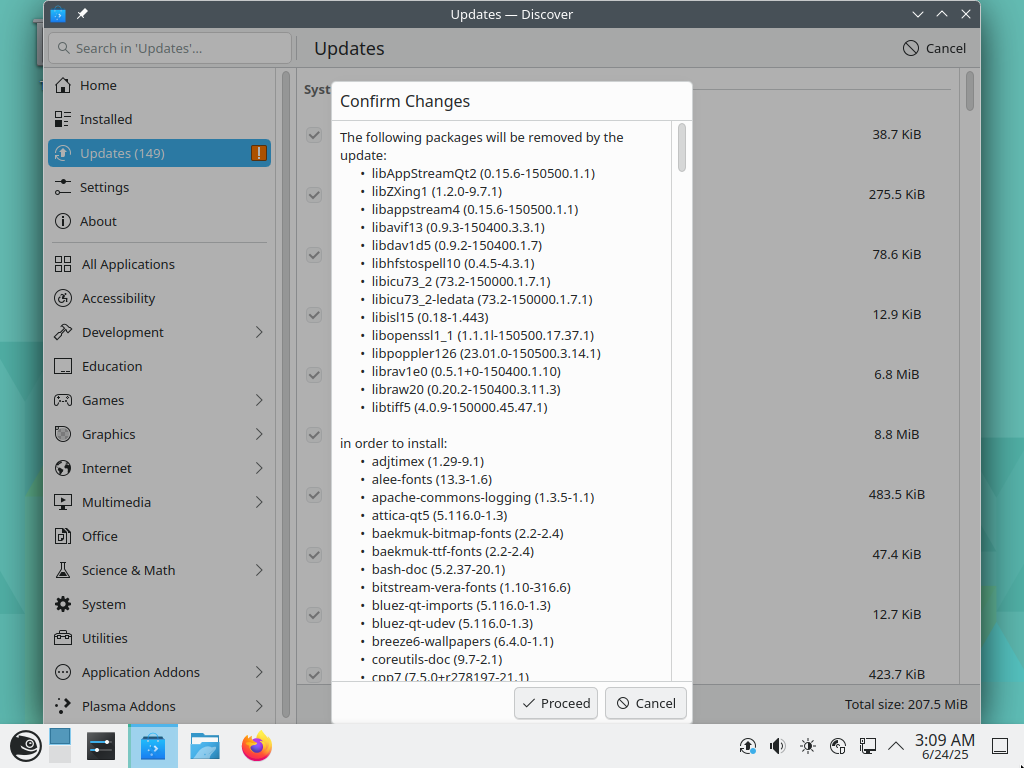 Updates — Discover
Search in 'Updates'...
Updates
Cancel
Home
Installed
Updates (149)
Settings
About
All Applications
Accessibility
Development
Education
Games
Graphics
Internet
Multimedia
Office
Science & Math
System
Utilities
Application Addons
Plasma Addons
Syst
38.7 KiB
275.5 KiB
78.6 KiB
12.9 KiB
6.8 MiB
8.8 MiB
483.5 KiB
47.4 KiB
12.7 KiB
423.7 KiB
Total size: 207.5 MiB
Confirm Changes
The following packages will be removed by the
update:
• libAppStreamQt2 (0.15.6-150500.1.1)
• libZXing1 (1.2.0-9.7.1)
• libappstream4 (0.15.6-150500.1.1)
• libavif13 (0.9.3-150400.3.3.1)
• libdav1d5 (0.9.2-150400.1.7)
• libhfstospell10 (0.4.5-4.3.1)
• libicu73_2 (73.2-150000.1.7.1)
• libicu73_2-ledata (73.2-150000.1.7.1)
• libisl15 (0.18-1.443)
• libopenssl1_1 (1.1.1l-150500.17.37.1)
• libpoppler126 (23.01.0-150500.3.14.1)
• librav1e0 (0.5.1+0-150400.1.10)
• libraw20 (0.20.2-150400.3.11.3)
• libtiff5 (4.0.9-150000.45.47.1)
in order to install:
• adjtimex (1.29-9.1)
• alee-fonts (13.3-1.6)
• apache-commons-logging (1.3.5-1.1)
• attica-qt5 (5.116.0-1.3)
• baekmuk-bitmap-fonts (2.2-2.4)
• baekmuk-ttf-fonts (2.2-2.4)
• bash-doc (5.2.37-20.1)
• bitstream-vera-fonts (1.10-316.6)
• bluez-qt-imports (5.116.0-1.3)
• bluez-qt-udev (5.116.0-1.3)
• breeze6-wallpapers (6.4.0-1.1)
• coreutils-doc (9.7-2.1)
• cpp7 (7.5.0+r278197-21.1)
Proceed
Cancel
3:09 AM
6/24/25